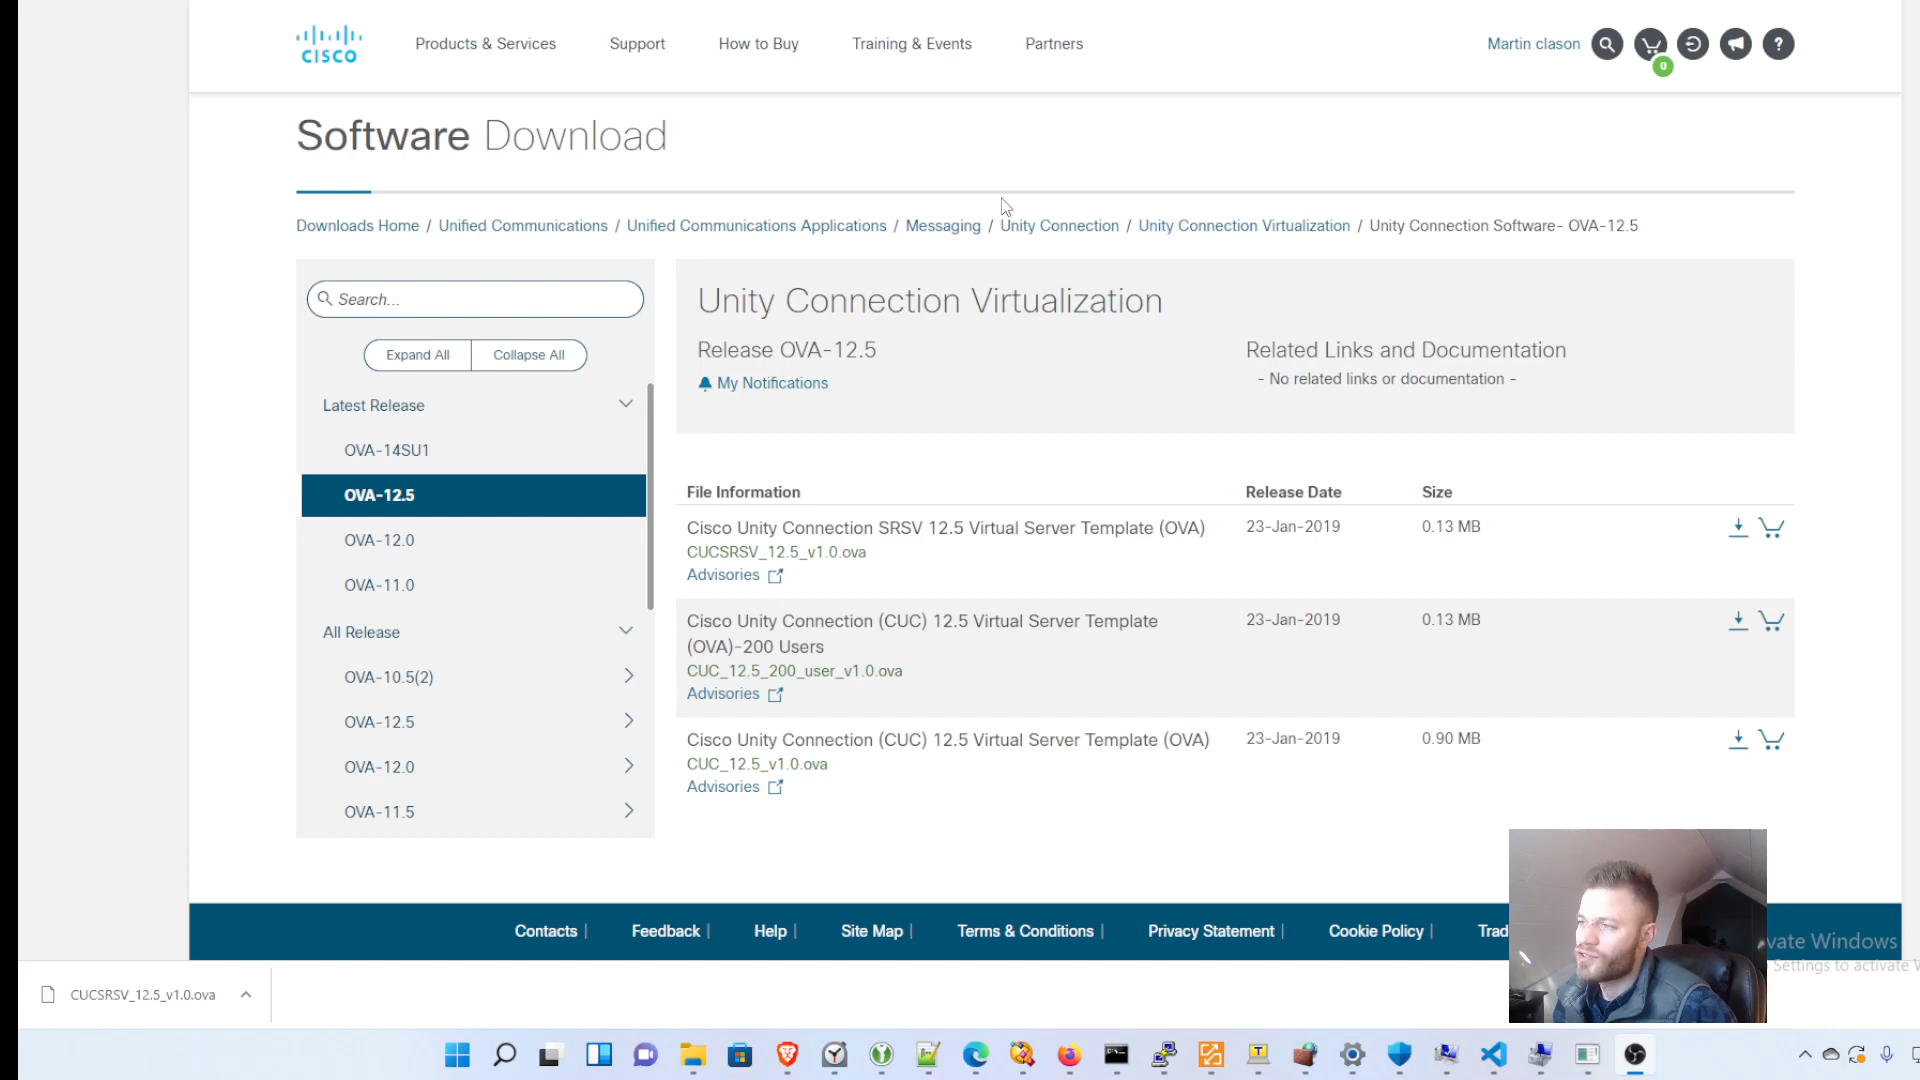 CISCO
Products & Services
Support
How to Buy
Training & Events
Partners
Martin clason
0
?
Software Download
Downloads Home / Unified Communications / Unified Communications Applications / Messaging / Unity Connection / Unity Connection Virtualization / Unity Connection Software- OVA-12.5
Search...
Expand All
Collapse All
Latest Release
OVA-14SU1
OVA-12.5
OVA-12.0
OVA-11.0
All Release
OVA-10.5(2)
OVA-12.5
OVA-12.0
OVA-11.5
Unity Connection Virtualization
Release OVA-12.5
My Notifications
Related Links and Documentation
- No related links or documentation -
File Information
Release Date
Size
Cisco Unity Connection SRSV 12.5 Virtual Server Template (OVA)
CUCSRSV_12.5_v1.0.ova
Advisories
23-Jan-2019
0.13 MB
Cisco Unity Connection (CUC) 12.5 Virtual Server Template
(OVA)-200 Users
CUC_12.5_200_user_v1.0.ova
Advisories
23-Jan-2019
0.13 MB
Cisco Unity Connection (CUC) 12.5 Virtual Server Template (OVA)
CUC_12.5_v1.0.ova
Advisories
23-Jan-2019
0.90 MB
Contacts |
Feedback |
Help |
Site Map |
Terms & Conditions |
Privacy Statement |
Cookie Policy |
Trad
vate Windows
Settings to activate W
CUCSRSV_12.5_v1.0.ova